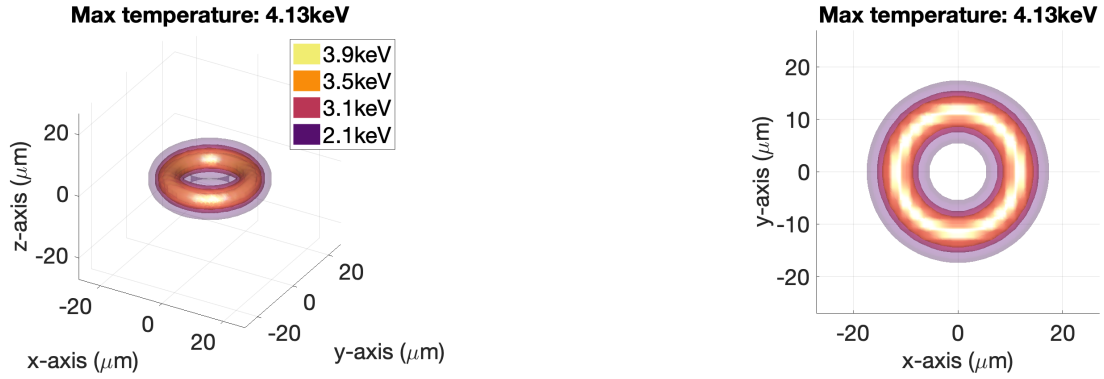 Max temperature: 4.13keV
3.9keV
3.5keV
3.1keV
2.1keV
20
0
-20
z-axis (μm)
-20
0
20
x-axis (μm)
20
0
-20
y-axis (μm)
Max temperature: 4.13keV
20
10
0
-10
-20
y-axis (μm)
-20
0
20
x-axis (μm)